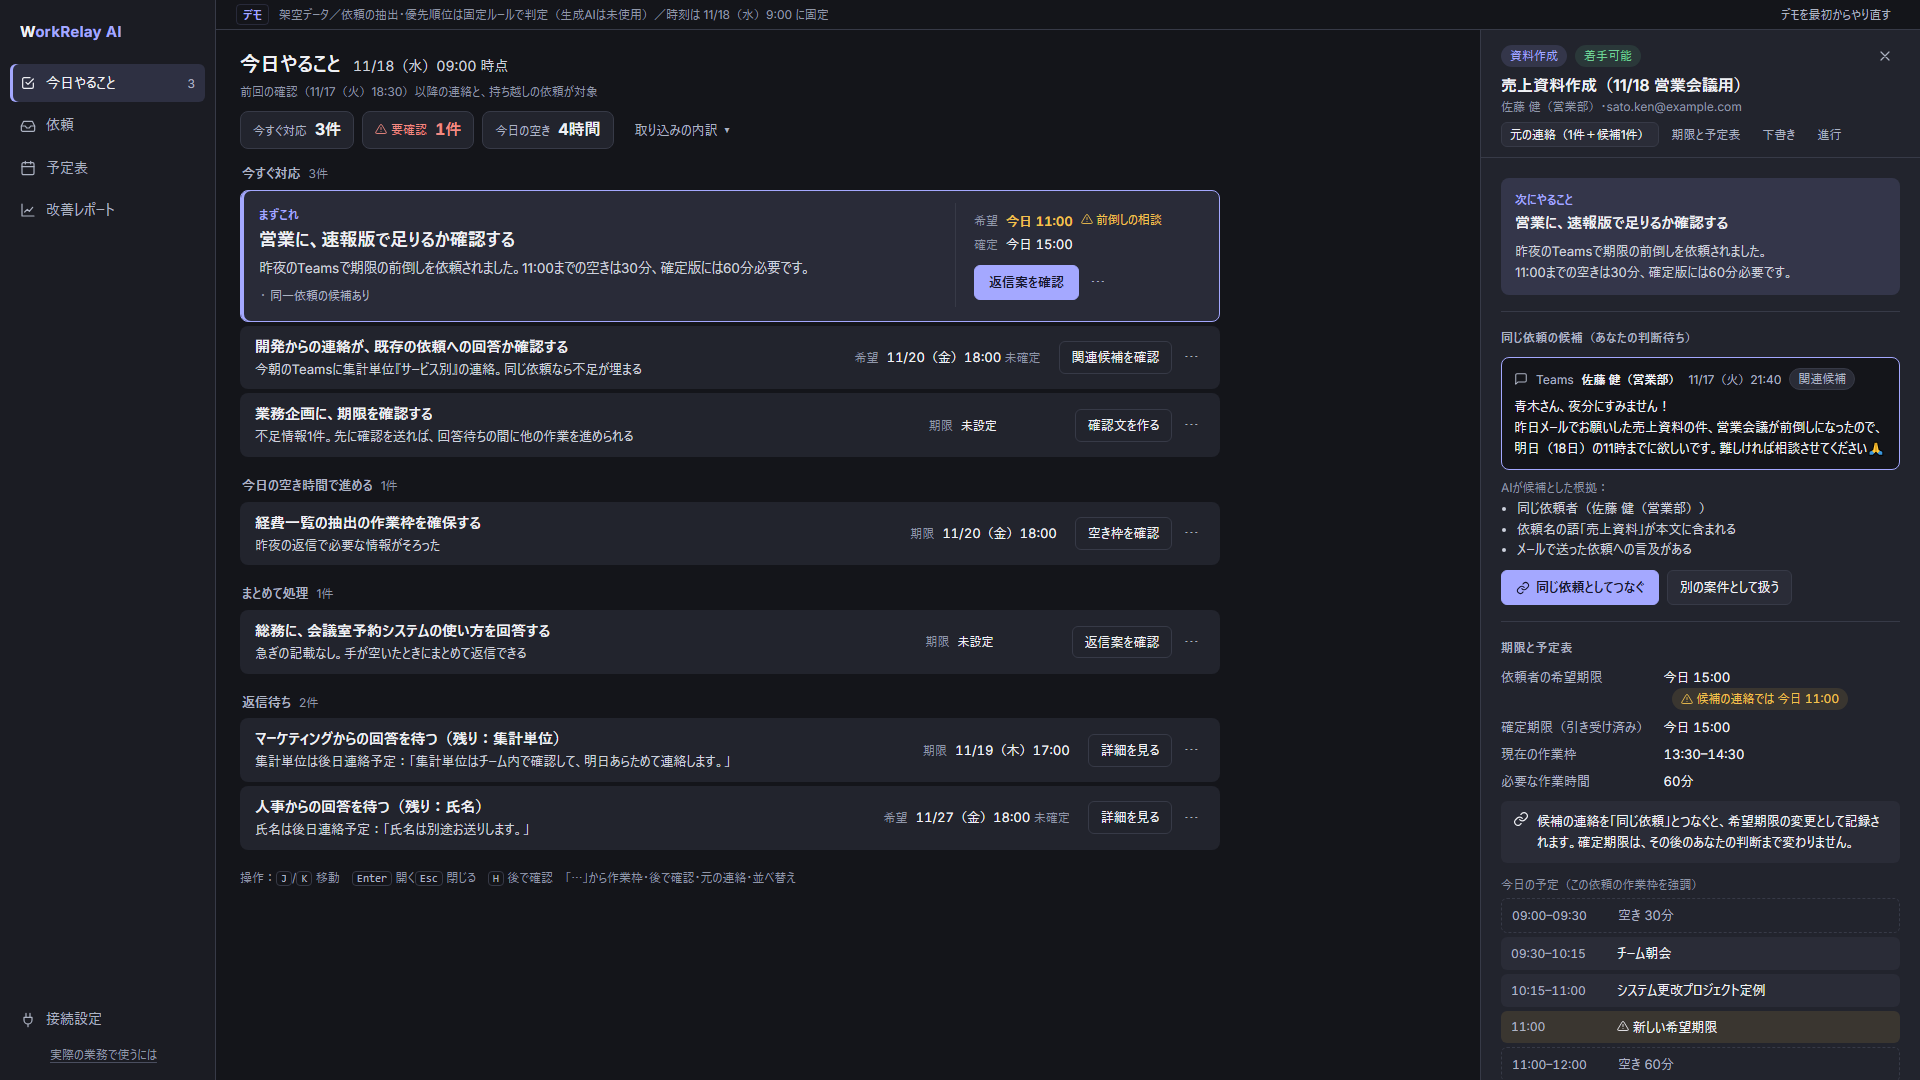 WorkRelay AI
今日やること 3
依頼
予定表
改善レポート
接続設定
実際の業務で使うには
デモ 架空データ／依頼の抽出・優先順位は固定ルールで判定（生成AIは未使用）／時刻は 11/18（水）9:00 に固定
デモを最初からやり直す
今日やること 11/18（水）09:00 時点
前回の確認（11/17（火）18:30）以降の連絡と、持ち越しの依頼が対象
今すぐ対応 3件
⚠ 要確認 1件
今日の空き 4時間
取り込みの内訳 ▼
今すぐ対応 3件
まずこれ
営業に、速報版で足りるか確認する
昨夜のTeamsで期限の前倒しを依頼されました。11:00までの空きは30分、確定版には60分必要です。
· 同一依頼の候補あり
希望 今日 11:00 ⚠ 前倒しの相談
確定 今日 15:00
返信案を確認 …
開発からの連絡が、既存の依頼への回答か確認する
今朝のTeamsに集計単位『サービス別』の連絡。同じ依頼なら不足が埋まる
希望 11/20（金）18:00 未確定
関連候補を確認 …
業務企画に、期限を確認する
不足情報1件。先に確認を送れば、回答待ちの間に他の作業を進められる
期限 未設定
確認文を作る …
今日の空き時間で進める 1件
経費一覧の抽出の作業枠を確保する
昨夜の返信で必要な情報がそろった
期限 11/20（金）18:00
空き枠を確認 …
まとめて処理 1件
総務に、会議室予約システムの使い方を回答する
急ぎの記載なし。手が空いたときにまとめて返信できる
期限 未設定
返信案を確認 …
返信待ち 2件
マーケティングからの回答を待つ（残り：集計単位）
集計単位は後日連絡予定：「集計単位はチーム内で確認して、明日あらためて連絡します。」
期限 11/19（木）17:00
詳細を見る …
人事からの回答を待つ（残り：氏名）
氏名は後日連絡予定：「氏名は別途お送りします。」
希望 11/27（金）18:00 未確定
詳細を見る …
操作： J / K 移動 Enter 開く Esc 閉じる H 後で確認 「…」から作業枠・後で確認・元の連絡・並べ替え
資料作成 着手可能
売上資料作成（11/18 営業会議用）
佐藤 健（営業部）・sato.ken@example.com
元の連絡（1件＋候補1件） 期限と予定表 下書き 進行
次にやること
営業に、速報版で足りるか確認する
昨夜のTeamsで期限の前倒しを依頼されました。
11:00までの空きは30分、確定版には60分必要です。
同じ依頼の候補（あなたの判断待ち）
Teams 佐藤 健（営業部） 11/17（火）21:40 関連候補
青木さん、夜分にすみません！
昨日メールでお願いした売上資料の件、営業会議が前倒しになったので、
明日（18日）の11時までに欲しいです。難しければ相談させてください🙏
AIが候補とした根拠：
• 同じ依頼者（佐藤 健（営業部））
• 依頼名の語「売上資料」が本文に含まれる
• メールで送った依頼への言及がある
同じ依頼としてつなぐ 別の案件として扱う
期限と予定表
依頼者の希望期限 今日 15:00
⚠ 候補の連絡では 今日 11:00
確定期限（引き受け済み） 今日 15:00
現在の作業枠 13:30–14:30
必要な作業時間 60分
候補の連絡を「同じ依頼」とつなぐと、希望期限の変更として記録さ
れます。確定期限は、その後のあなたの判断まで変わりません。
今日の予定（この依頼の作業枠を強調）
09:00–09:30 空き 30分
09:30–10:15 チーム朝会
10:15–11:00 システム更改プロジェクト定例
11:00 ⚠ 新しい希望期限
11:00–12:00 空き 60分